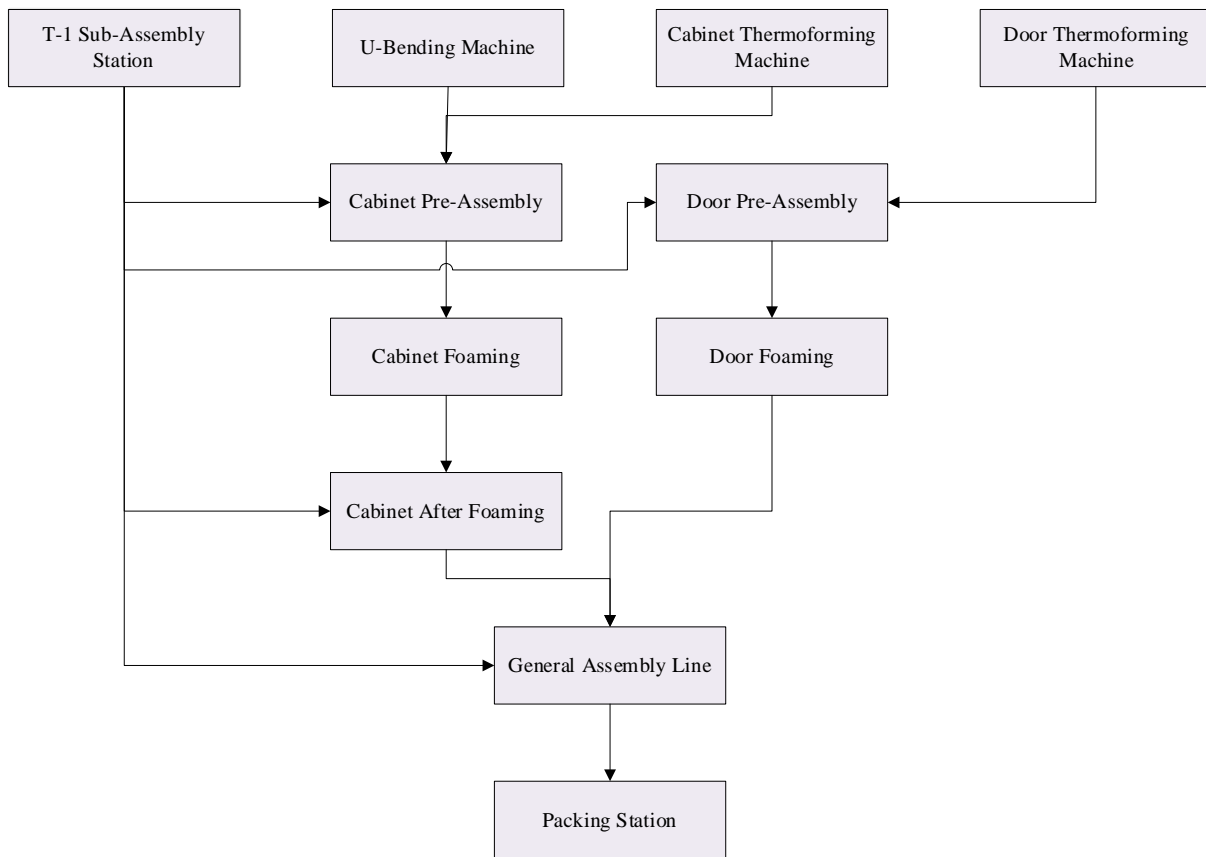 T-1 Sub-Assembly
Station
U-Bending Machine
Cabinet Thermoforming
Machine
Door Thermoforming
Machine
Cabinet Pre-Assembly
Door Pre-Assembly
Cabinet Foaming
Door Foaming
Cabinet After Foaming
General Assembly Line
Packing Station